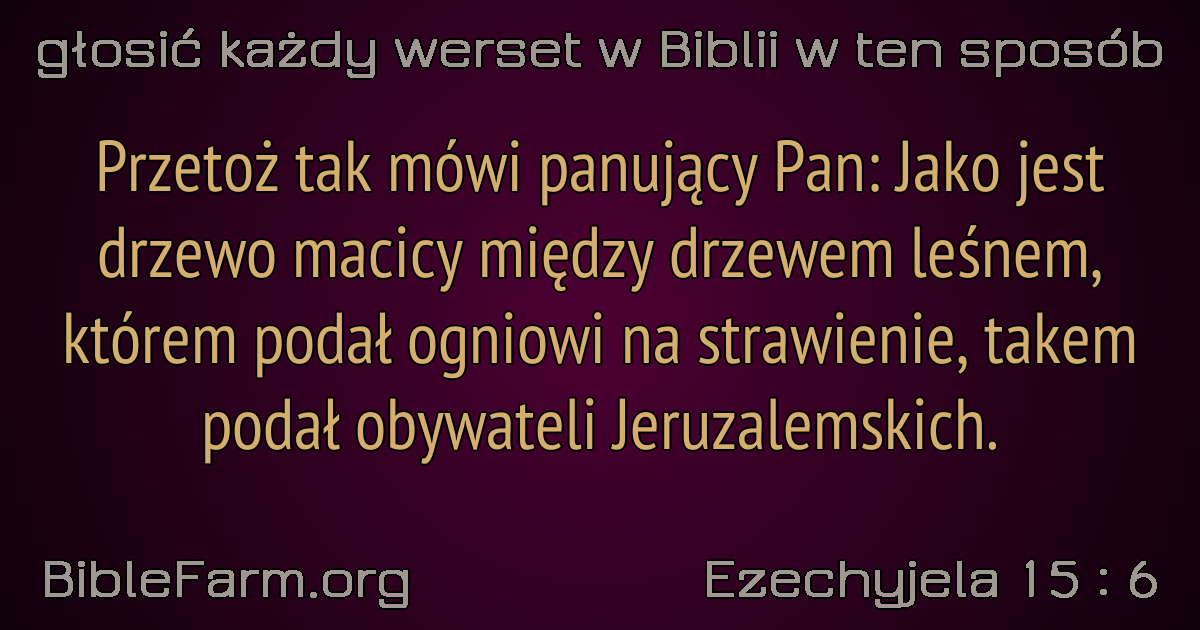 głosić każdy werset w Biblii w ten sposób
Przetoż tak mówi panujący Pan: Jako jest
drzewo macicy między drzewem leśnem,
którem podał ogniowi na strawienie, takem
podał obywateli Jeruzalemskich.
BibleFarm.org
Ezechyjela 15 : 6